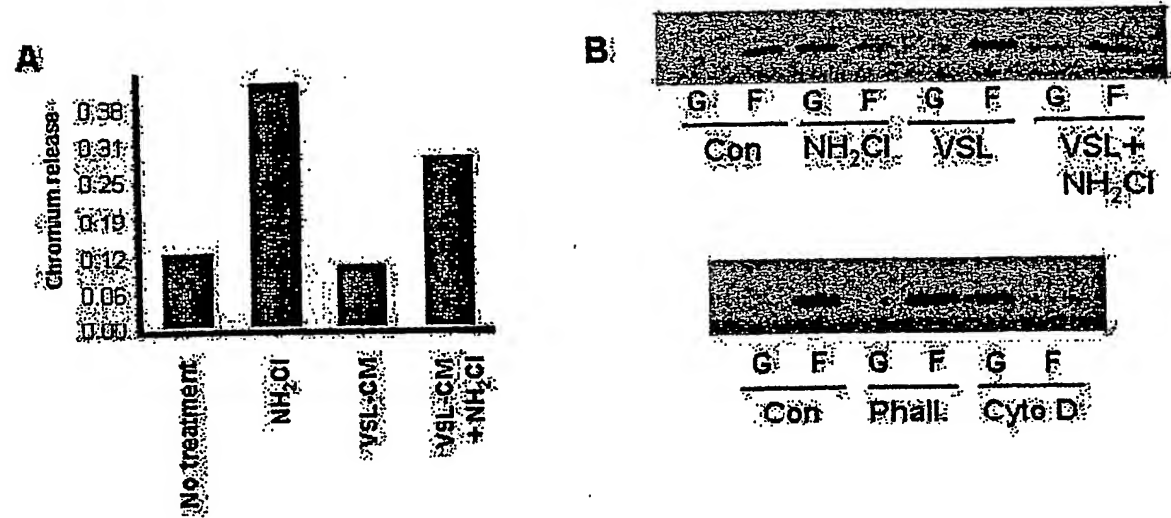 A
Chromium release
0.38
0.31
0.25
0.19
0.12
0.06
0.00
No treatment
NH2Cl
VSL-CM
VSL-CM
+ NH2Cl
B
G F G F G F G F
Con NH2Cl VSL VSL+
NH2Cl
G F G F G F
Con Phall. Cyto D